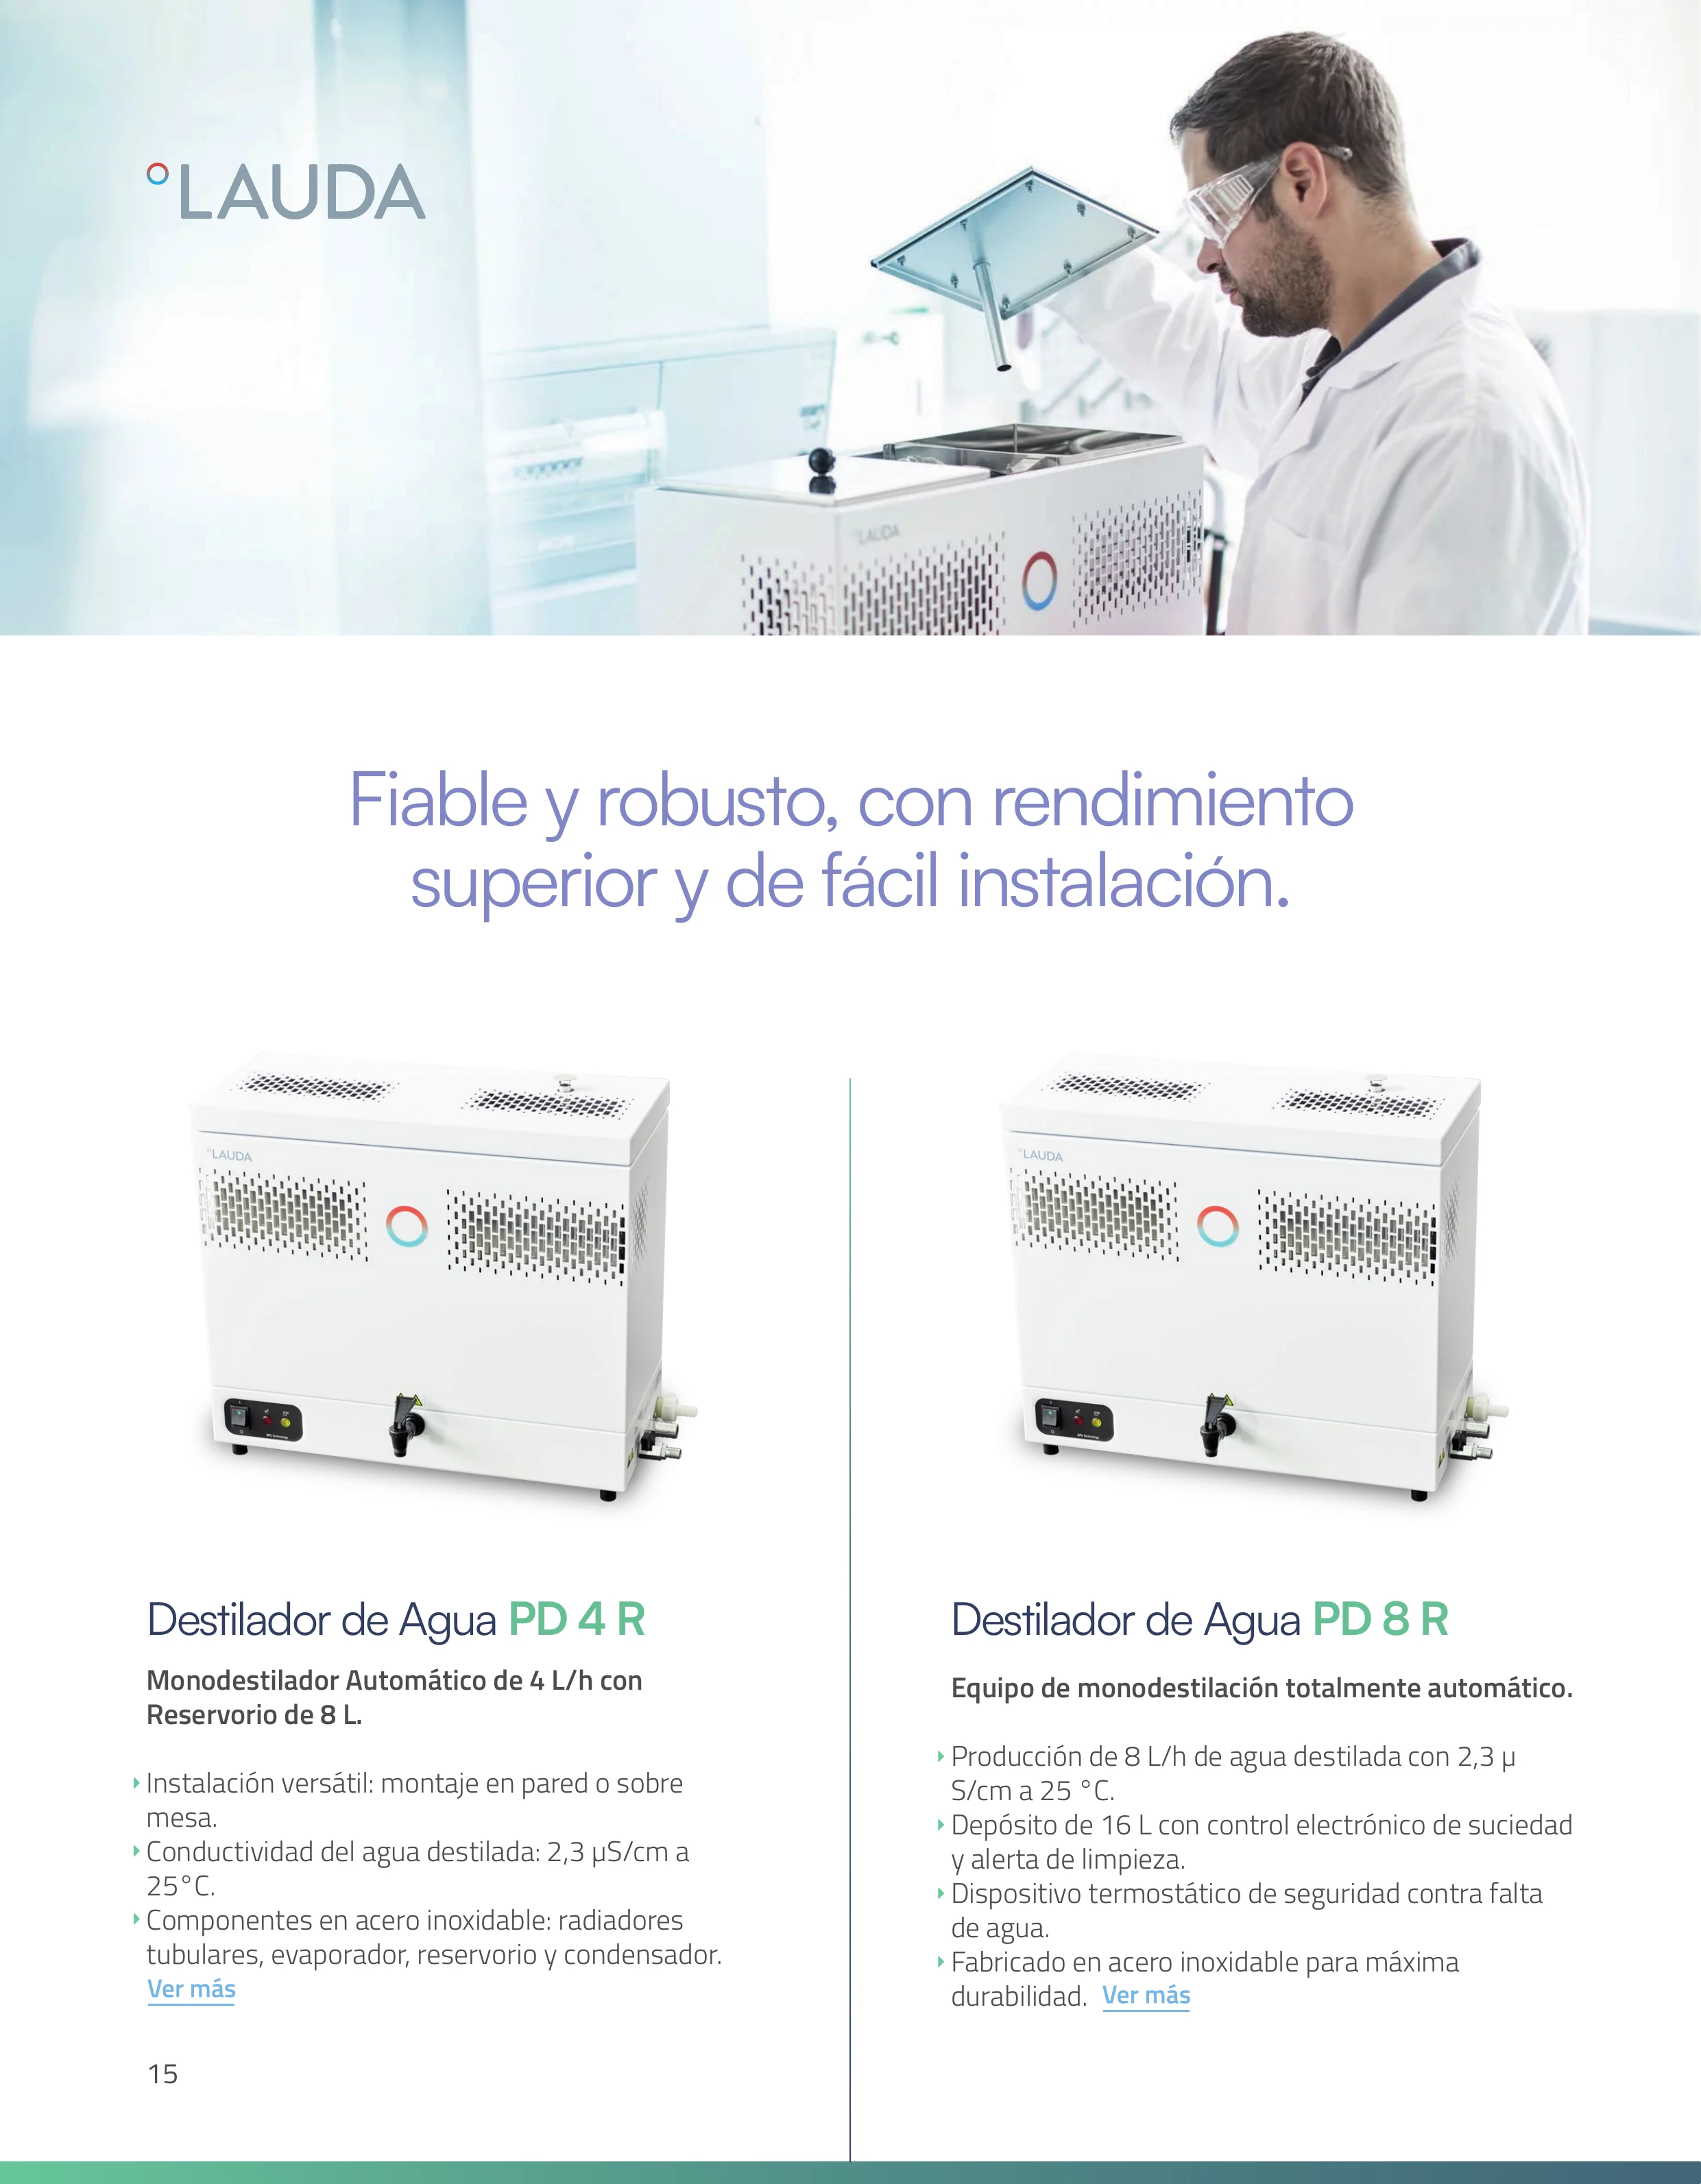 LAUDA
LAUDA
Fiable y robusto, con rendimiento
superior y de fácil instalación.
LAUDA
LAUDA
Destilador de Agua PD 4 R
Monodestilador Automático de 4 L/h con
Reservorio de 8 L.
Instalación versátil: montaje en pared o sobre
mesa.
Conductividad del agua destilada: 2,3 µS/cm a
25°C.
Componentes en acero inoxidable: radiadores
tubulares, evaporador, reservorio y condensador.
Ver más
Destilador de Agua PD 8 R
Equipo de monodestilación totalmente automático.
Producción de 8 L/h de agua destilada con 2,3 µ
S/cm a 25 °C.
Depósito de 16 L con control electrónico de suciedad
y alerta de limpieza.
Dispositivo termostático de seguridad contra falta
de agua.
Fabricado en acero inoxidable para máxima
durabilidad. Ver más
15